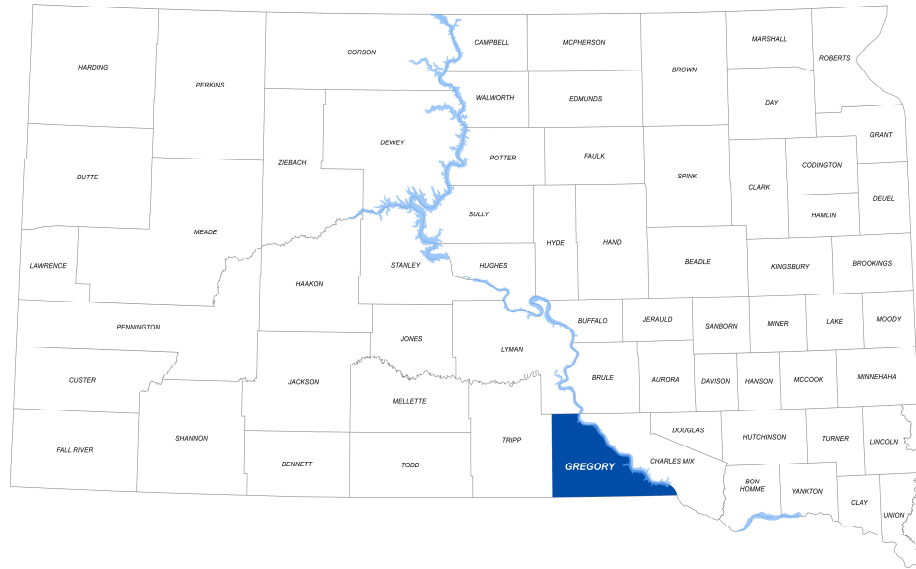 HARDING
PERKINS
CORSON
CAMPBELL
MCPHERSON
BROWN
MARSHALL
ROBERTS
WALWORTH
EDMUNDS
DAY
GRANT
DEWEY
ZIEBACH
POTTER
FAULK
SPINK
CLARK
CODINGTON
BUTTE
DEUEL
HAMLIN
MEADE
SULLY
HYDE
HAND
LAWRENCE
STANLEY
HUGHES
BEADLE
KINGSBURY
BROOKINGS
HAAKON
PENNINGTON
JONES
LYMAN
BUFFALO
JERAULD
SANBORN
MINER
LAKE
MOODY
CUSTER
JACKSON
MELLETTE
BRULE
AURORA
DAVISON
HANSON
MCCOOK
MINNEHAHA
FALL RIVER
SHANNON
BENNETT
TODD
TRIPP
GREGORY
DOUGLAS
CHARLES MIX
HUTCHINSON
TURNER
LINCOLN
BON
HOMME
YANKTON
CLAY
UNION